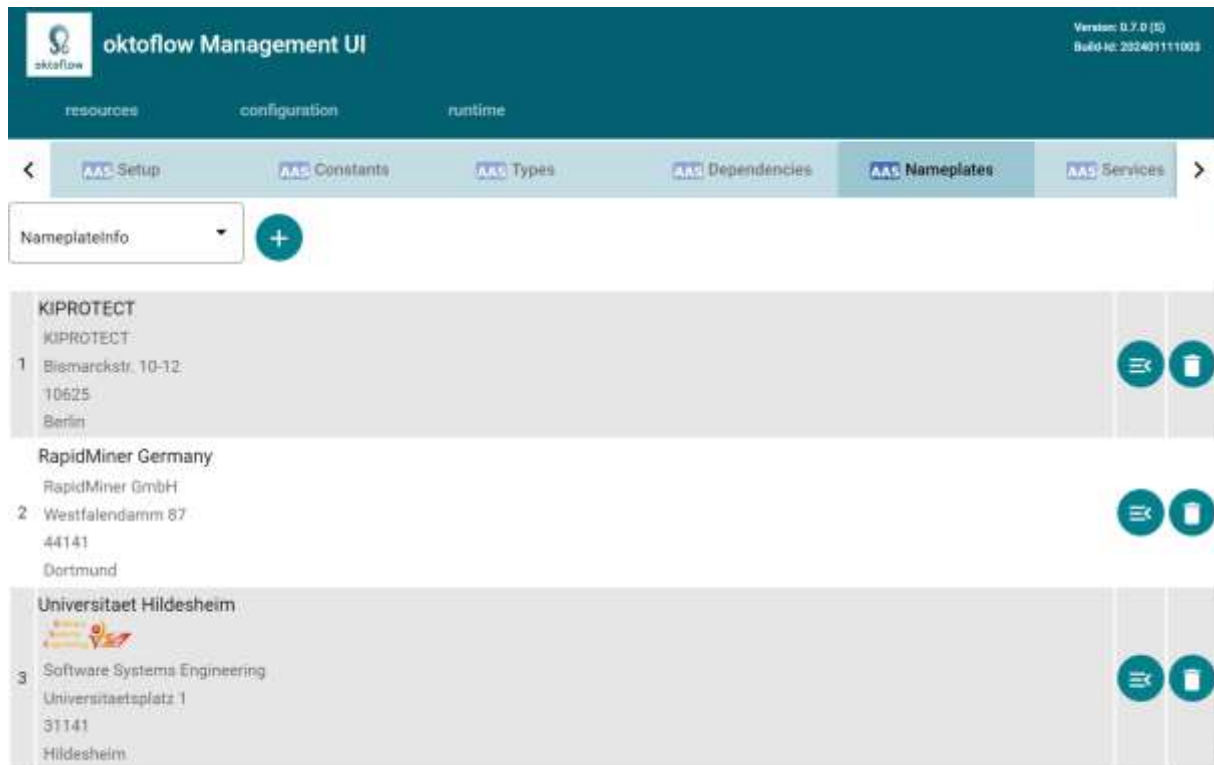 oktoflow
oktoflow Management UI
Version: 0.7.0 (S)
Build-Id: 202401111003
resources configuration runtime
AAS Setup AAS Constants AAS Types AAS Dependencies AAS Nameplates AAS Services
NameplateInfo
KIPROTECT
KIPROTECT
1 Bismarckstr. 10-12
10625
Berlin
RapidMiner Germany
RapidMiner GmbH
2 Westfalendamm 87
44141
Dortmund
Universitaet Hildesheim
3 Software Systems Engineering
Universitaetsplatz 1
31141
Hildesheim